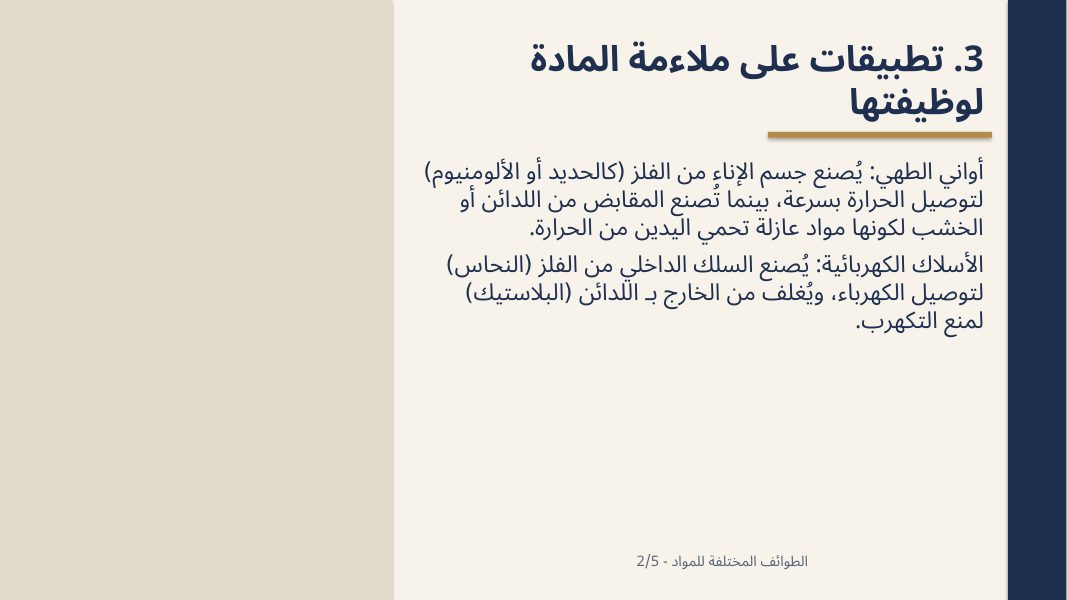 3. تطبيقات على ملاءمة المادة
لوظيفتها
أواني الطهي: يُصنع جسم الإناء من الفلز (كالحديد أو الألومنيوم)
لتوصيل الحرارة بسرعة، بينما تُصنع المقابض من اللدائن أو
الخشب لكونها مواد عازلة تحمي اليدين من الحرارة.
الأسلاك الكهربائية: يُصنع السلك الداخلي من الفلز (النحاس)
لتوصيل الكهرباء، ويُغلف من الخارج بـ اللدائن (البلاستيك)
لمنع التكهرب.
الطوائف المختلفة للمواد - 2/5